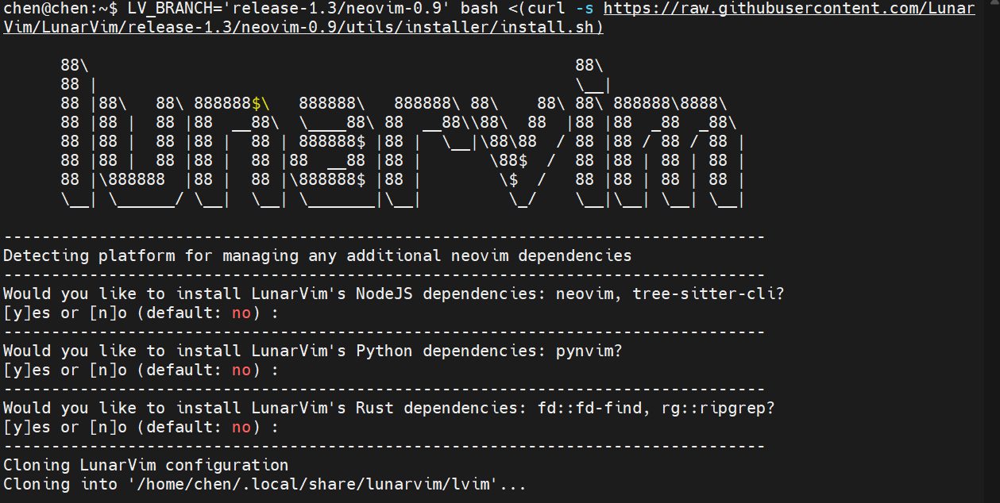 chen@chen:~$ LV_BRANCH='release-1.3/neovim-0.9' bash <(curl -s https://raw.githubusercontent.com/Lunar
Vim/LunarVim/release-1.3/neovim-0.9/utils/installer/install.sh)
      88\                                                   88\
      88 |                                                  \__|
      88 |88\   88\ 888888$\   888888\   888888\ 88\    88\ 88\ 888888\8888\
      88 |88 |  88 |88  __88\  \____88\ 88  __88\\88\  88  |88 |88  _88  _88\
      88 |88 |  88 |88 |  88 | 888888$ |88 |  \__|\88\88  / 88 |88 / 88 / 88 |
      88 |88 |  88 |88 |  88 |88  __88 |88 |       \88$  /  88 |88 | 88 | 88 |
      88 |\888888  |88 |  88 |\888888$ |88 |        \$  /   88 |88 | 88 | 88 |
      \__| \______/ \__|  \__| \_______|\__|         \_/    \__|\__| \__| \__|
--------------------------------------------------------------------------------
Detecting platform for managing any additional neovim dependencies
--------------------------------------------------------------------------------
Would you like to install LunarVim's NodeJS dependencies: neovim, tree-sitter-cli?
[y]es or [n]o (default: no) :
--------------------------------------------------------------------------------
Would you like to install LunarVim's Python dependencies: pynvim?
[y]es or [n]o (default: no) :
--------------------------------------------------------------------------------
Would you like to install LunarVim's Rust dependencies: fd::fd-find, rg::ripgrep?
[y]es or [n]o (default: no) :
--------------------------------------------------------------------------------
Cloning LunarVim configuration
Cloning into '/home/chen/.local/share/lunarvim/lvim'...